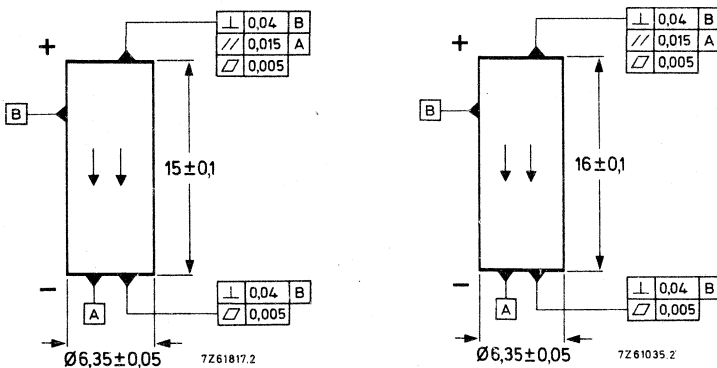 +
⊥ 0,04 B
// 0,015 A
⏥ 0,005
B
15±0,1
−
A
⊥ 0,04 B
⏥ 0,005
Ø6,35±0,05
7Z61817.2
+
⊥ 0,04 B
// 0,015 A
⏥ 0,005
B
16±0,1
−
A
⊥ 0,04 B
⏥ 0,005
Ø6,35±0,05
7Z61035.2